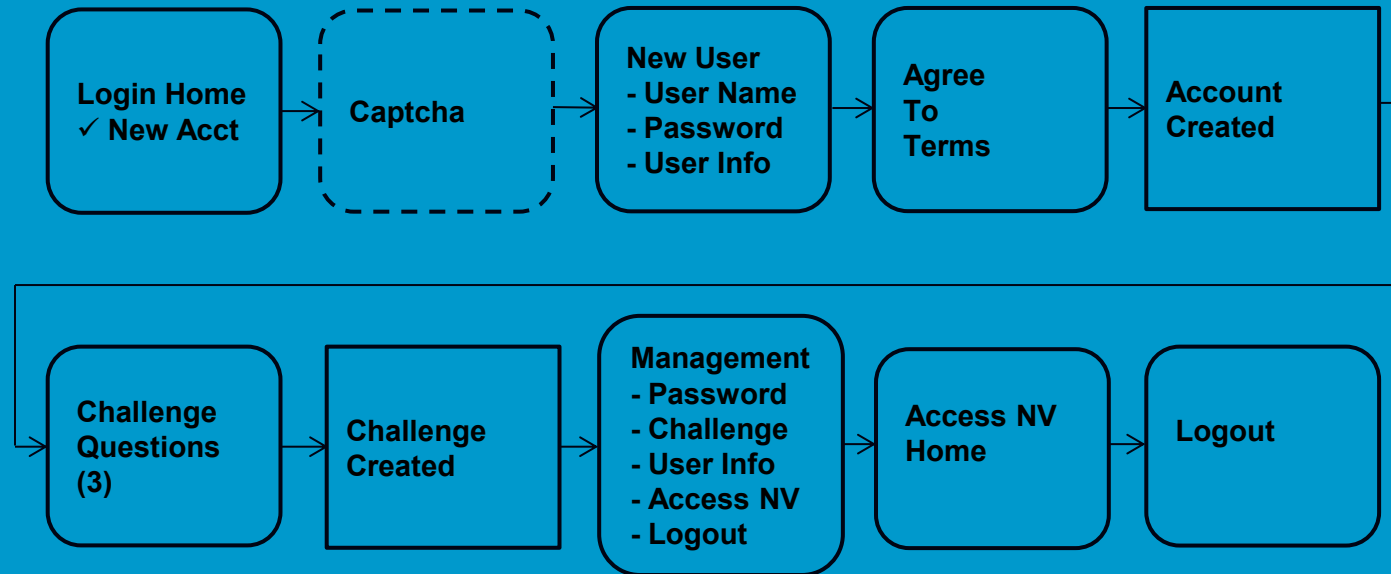 Login Home
✓ New Acct
Captcha
New User
- User Name
- Password
- User Info
Agree
To
Terms
Account
Created
Challenge
Questions
(3)
Challenge
Created
Management
- Password
- Challenge
- User Info
- Access NV
- Logout
Access NV
Home
Logout